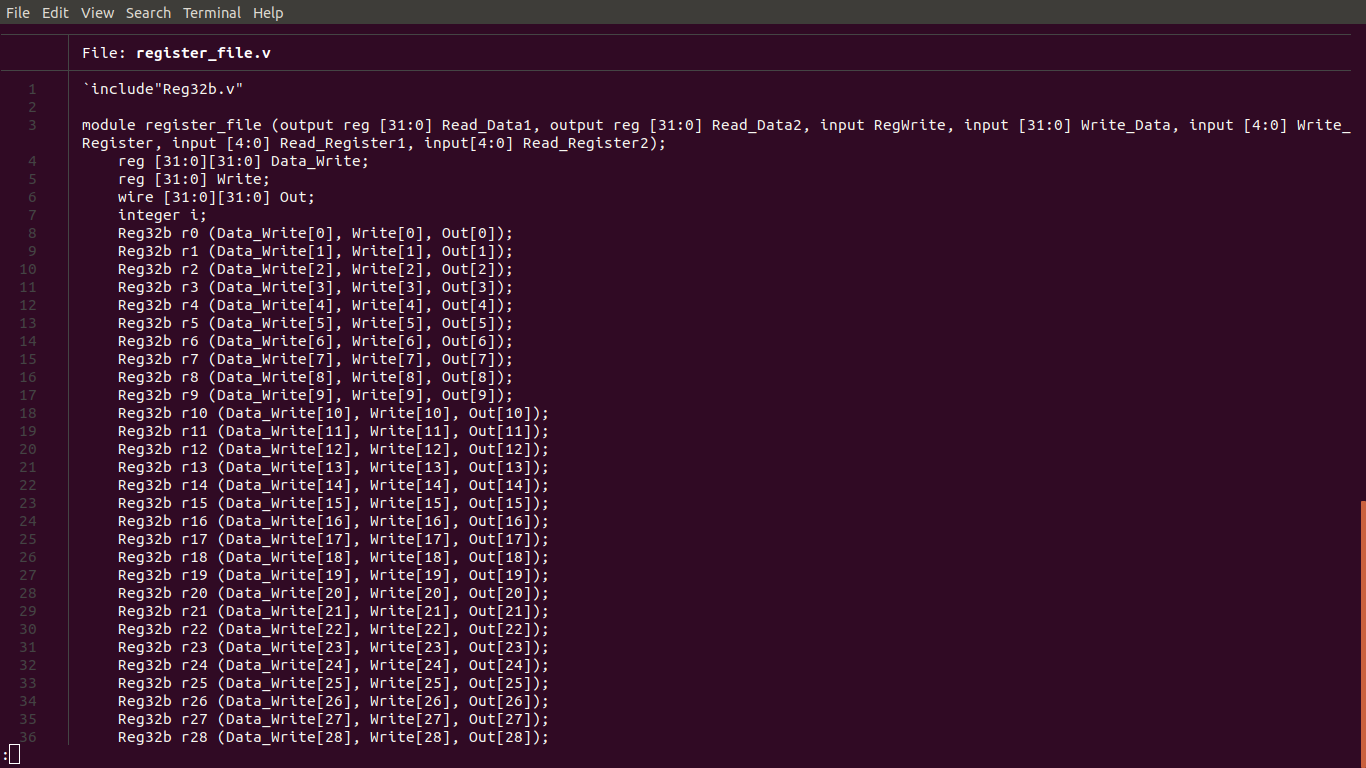 File Edit View Search Terminal Help
File: register_file.v
1 `include"Reg32b.v"
2
3 module register_file (output reg [31:0] Read_Data1, output reg [31:0] Read_Data2, input RegWrite, input [31:0] Write_Data, input [4:0] Write_
Register, input [4:0] Read_Register1, input[4:0] Read_Register2);
4 reg [31:0][31:0] Data_Write;
5 reg [31:0] Write;
6 wire [31:0][31:0] Out;
7 integer i;
8 Reg32b r0 (Data_Write[0], Write[0], Out[0]);
9 Reg32b r1 (Data_Write[1], Write[1], Out[1]);
10 Reg32b r2 (Data_Write[2], Write[2], Out[2]);
11 Reg32b r3 (Data_Write[3], Write[3], Out[3]);
12 Reg32b r4 (Data_Write[4], Write[4], Out[4]);
13 Reg32b r5 (Data_Write[5], Write[5], Out[5]);
14 Reg32b r6 (Data_Write[6], Write[6], Out[6]);
15 Reg32b r7 (Data_Write[7], Write[7], Out[7]);
16 Reg32b r8 (Data_Write[8], Write[8], Out[8]);
17 Reg32b r9 (Data_Write[9], Write[9], Out[9]);
18 Reg32b r10 (Data_Write[10], Write[10], Out[10]);
19 Reg32b r11 (Data_Write[11], Write[11], Out[11]);
20 Reg32b r12 (Data_Write[12], Write[12], Out[12]);
21 Reg32b r13 (Data_Write[13], Write[13], Out[13]);
22 Reg32b r14 (Data_Write[14], Write[14], Out[14]);
23 Reg32b r15 (Data_Write[15], Write[15], Out[15]);
24 Reg32b r16 (Data_Write[16], Write[16], Out[16]);
25 Reg32b r17 (Data_Write[17], Write[17], Out[17]);
26 Reg32b r18 (Data_Write[18], Write[18], Out[18]);
27 Reg32b r19 (Data_Write[19], Write[19], Out[19]);
28 Reg32b r20 (Data_Write[20], Write[20], Out[20]);
29 Reg32b r21 (Data_Write[21], Write[21], Out[21]);
30 Reg32b r22 (Data_Write[22], Write[22], Out[22]);
31 Reg32b r23 (Data_Write[23], Write[23], Out[23]);
32 Reg32b r24 (Data_Write[24], Write[24], Out[24]);
33 Reg32b r25 (Data_Write[25], Write[25], Out[25]);
34 Reg32b r26 (Data_Write[26], Write[26], Out[26]);
35 Reg32b r27 (Data_Write[27], Write[27], Out[27]);
36 Reg32b r28 (Data_Write[28], Write[28], Out[28]);
: